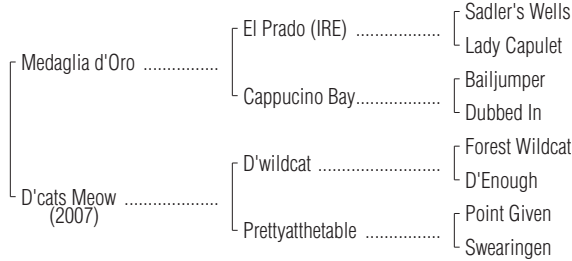 Sadler's Wells
El Prado (IRE) ..................
Lady Capulet
Medaglia d'Oro ................
Bailjumper
Cappucino Bay..................
Dubbed In
Forest Wildcat
D'wildcat .......................
D'Enough
D'cats Meow ...................
(2007)
Point Given
Prettyatthetable ................
Swearingen